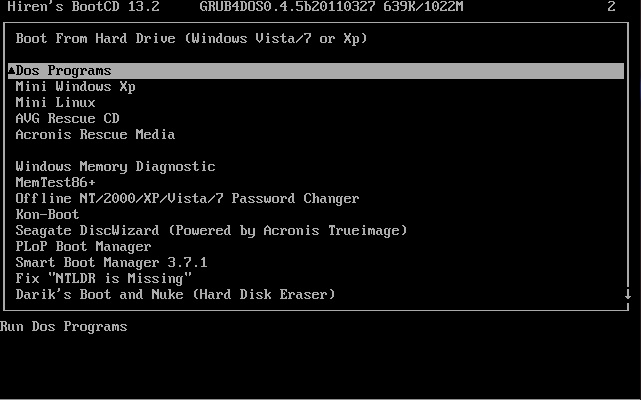 Hiren's BootCD 13.2 GRUB4DOS0.4.5b20110327 639K/1022M 2
Boot From Hard Drive (Windows Vista/7 or Xp)
Dos Programs
Mini Windows Xp
Mini Linux
AVG Rescue CD
Acronis Rescue Media
Windows Memory Diagnostic
MemTest86+
Offline NT/2000/XP/Vista/7 Password Changer
Kon-Boot
Seagate DiscWizard (Powered by Acronis Trueimage)
PLoP Boot Manager
Smart Boot Manager 3.7.1
Fix "NTLDR is Missing"
Darik's Boot and Nuke (Hard Disk Eraser)
Run Dos Programs